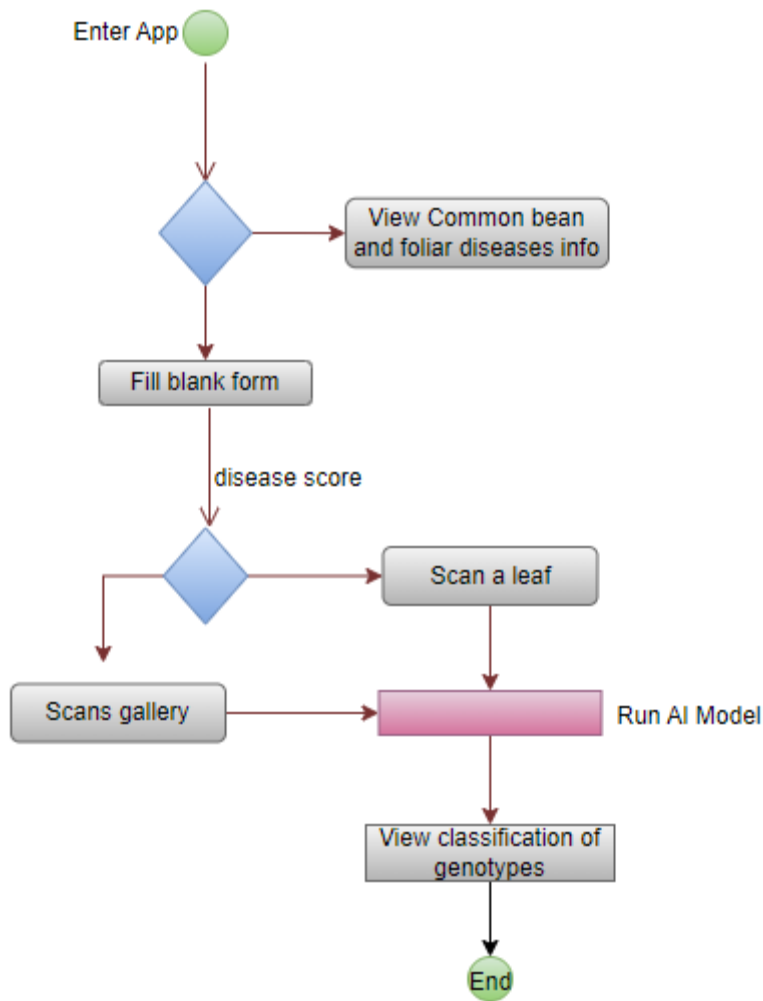 Enter App
View Common bean
and foliar diseases info
Fill blank form
disease score
Scan a leaf
Scans gallery
Run AI Model
View classification of
genotypes
End